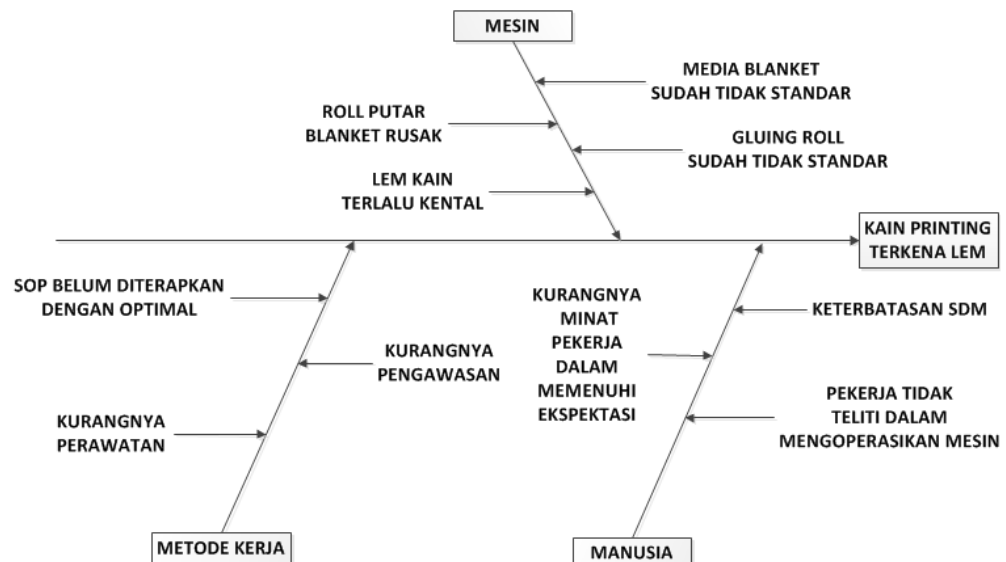 MESIN
MEDIA BLANKET
SUDAH TIDAK STANDAR
ROLL PUTAR
BLANKET RUSAK
GLUING ROLL
SUDAH TIDAK STANDAR
LEM KAIN
TERLALU KENTAL
KAIN PRINTING
TERKENA LEM
SOP BELUM DITERAPKAN
DENGAN OPTIMAL
KURANGNYA
PENGAWASAN
KURANGNYA
PERAWATAN
METODE KERJA
KURANGNYA
MINAT
PEKERJA
DALAM
MEMENUHI
EKSPEKTASI
KETERBATASAN SDM
PEKERJA TIDAK
TELITI DALAM
MENGOPERASIKAN MESIN
MANUSIA